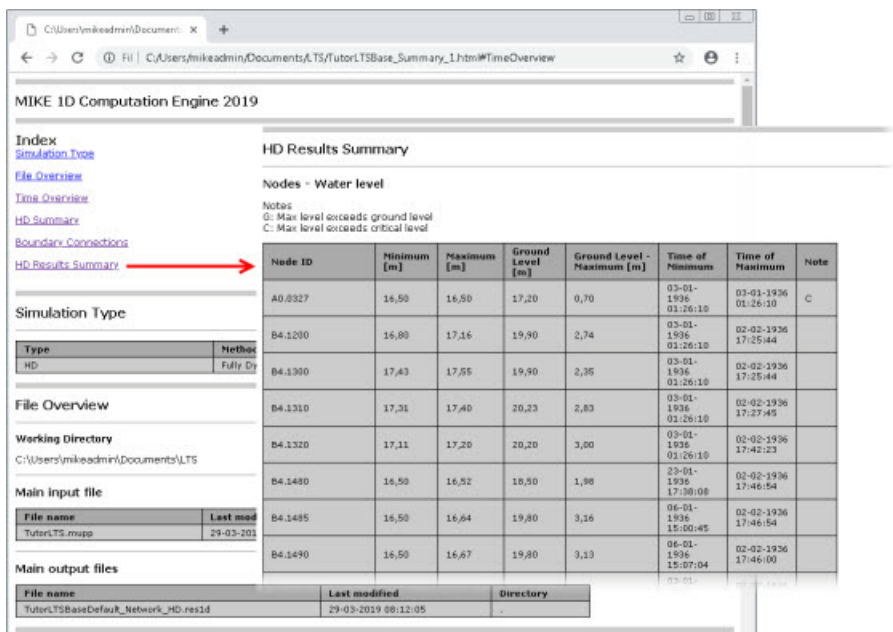 C:\Users\mikeadmin\Document:
Fil C:/Users/mikeadmin/Documents/LTS/TutorLTSBase_Summary_1.html#TimeOverview
MIKE 1D Computation Engine 2019
Index
Simulation Type
File Overview
Time Overview
HD Summary
Boundary Connections
HD Results Summary
Simulation Type
Type Method
HD Fully Dy
File Overview
Working Directory
C:\Users\mikeadmin\Documents\LTS
Main input file
File name Last mod
TutorLTS.mupp 29-03-201
Main output files
File name Last modified Directory
TutorLTSBaseDefault_Network_HD.res1d 29-03-2019 08:12:05 .
HD Results Summary
Nodes - Water level
Notes
G: Max level exceeds ground level
C: Max level exceeds critical level
Node ID Minimum [m] Maximum [m] Ground Level [m] Ground Level - Maximum [m] Time of Minimum Time of Maximum Note
A0.0327 16,50 16,50 17,20 0,70 03-01-1936 01:26:10 03-01-1936 01:26:10 C
B4.1200 16,80 17,16 19,90 2,74 03-01-1936 01:26:10 02-02-1936 17:25:44
B4.1300 17,43 17,55 19,90 2,35 03-01-1936 01:26:10 02-02-1936 17:25:44
B4.1310 17,31 17,40 20,23 2,83 03-01-1936 01:26:10 02-02-1936 17:27:45
B4.1320 17,11 17,20 20,20 3,00 03-01-1936 01:26:10 02-02-1936 17:42:23
B4.1480 16,50 16,52 18,50 1,98 23-01-1936 17:38:08 02-02-1936 17:46:54
B4.1485 16,50 16,64 19,80 3,16 06-01-1936 15:00:45 02-02-1936 17:46:54
B4.1490 16,50 16,67 19,80 3,13 06-01-1936 15:07:04 02-02-1936 17:46:00